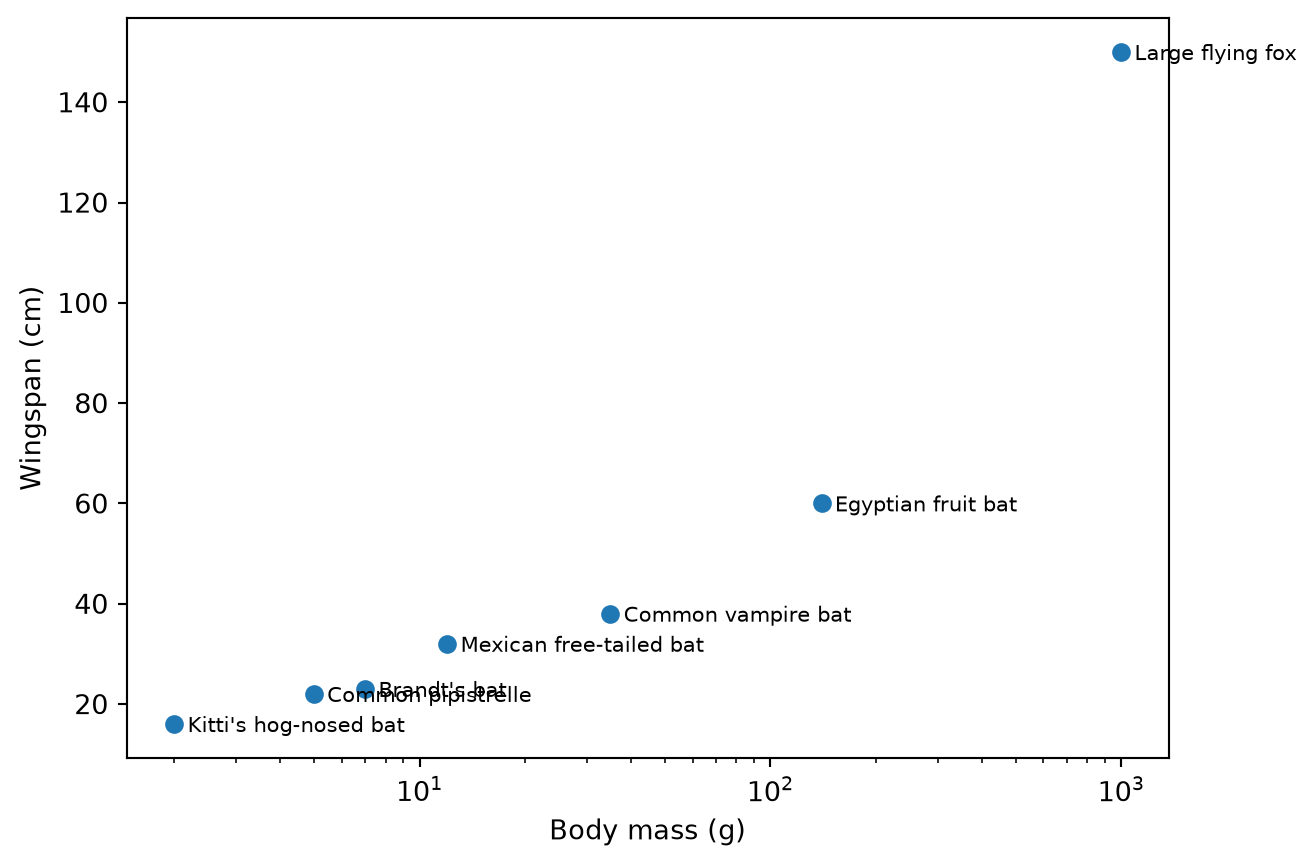 Large flying fox
140
120
100
80
60
40
20
Wingspan (cm)
Egyptian fruit bat
Common vampire bat
Mexican free-tailed bat
Brandt's bat
Common pipistrelle
Kitti's hog-nosed bat
10¹ 10² 10³
Body mass (g)